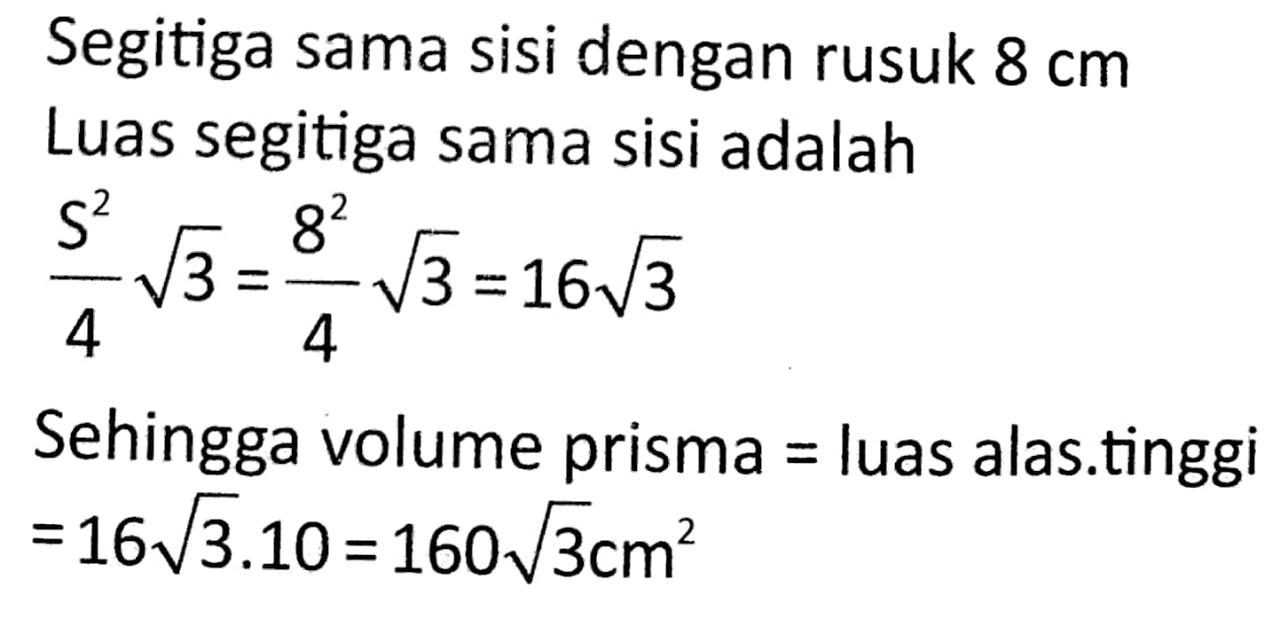 Segitiga sama sisi dengan rusuk 8 cm
Luas segitiga sama sisi adalah
S²/4 √3 = 8²/4 √3 = 16√3
Sehingga volume prisma = luas alas.tinggi
= 16√3.10 = 160√3cm²